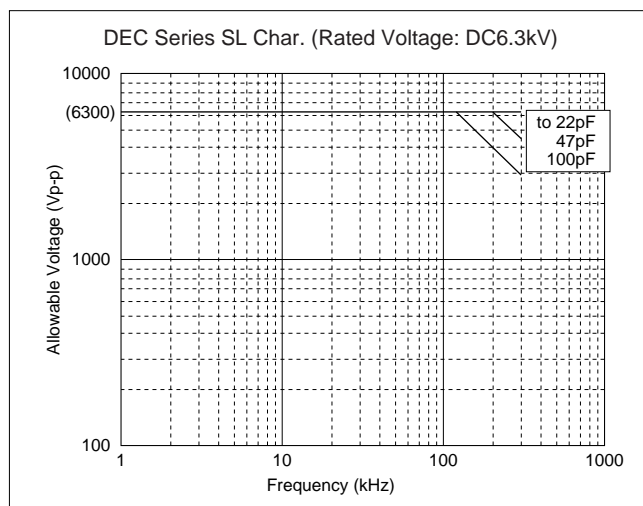 DEC Series SL Char. (Rated Voltage: DC6.3kV)
10000
(6300)
to 22pF
47pF
100pF
Allowable Voltage (Vp-p)
1000
100
1 10 100 1000
Frequency (kHz)